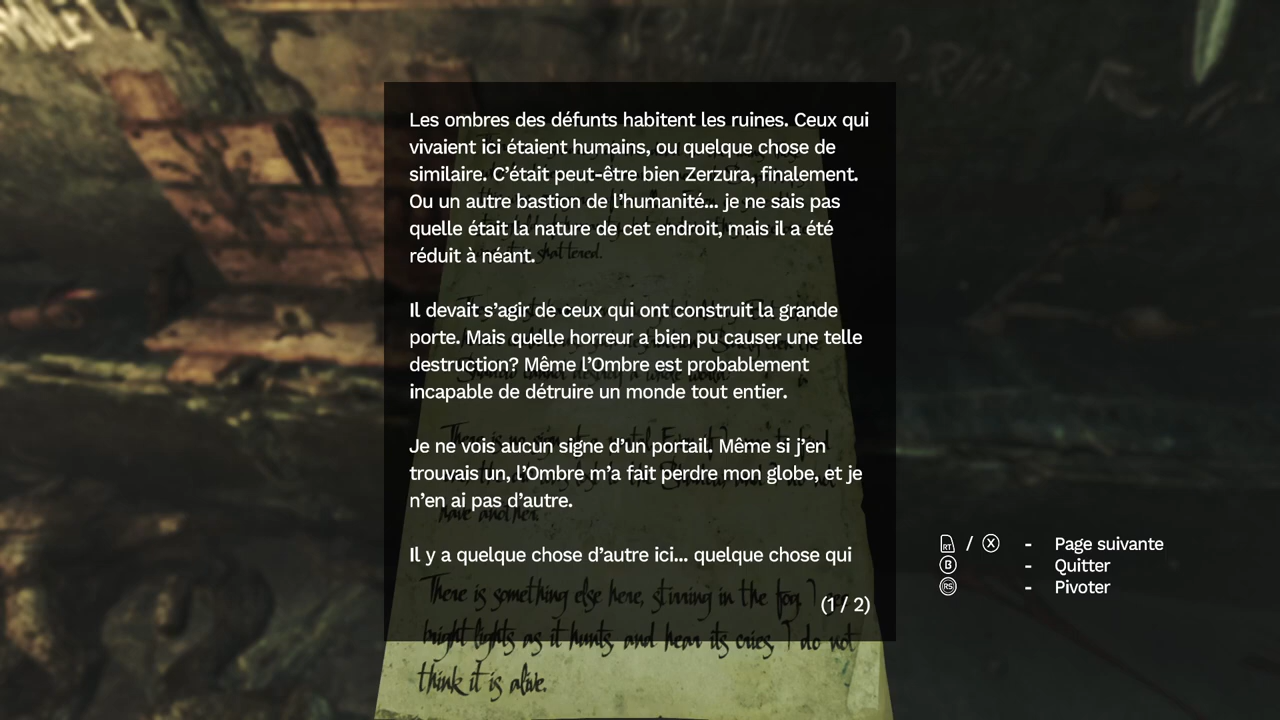 Les ombres des défunts habitent les ruines. Ceux qui
vivaient ici étaient humains, ou quelque chose de
similaire. C’était peut-être bien Zerzura, finalement.
Ou un autre bastion de l’humanité... je ne sais pas
quelle était la nature de cet endroit, mais il a été
réduit à néant.
Il devait s’agir de ceux qui ont construit la grande
porte. Mais quelle horreur a bien pu causer une telle
destruction? Même l’Ombre est probablement
incapable de détruire un monde tout entier.
Je ne vois aucun signe d’un portail. Même si j’en
trouvais un, l’Ombre m’a fait perdre mon globe, et je
n’en ai pas d’autre.
Il y a quelque chose d’autre ici... quelque chose qui
(1 / 2)
There is something else here, stirring in the fog. I see
bright lights as it hunts, and hear its cries. I do not
think it is alive.
RT / X - Page suivante
B - Quitter
RS - Pivoter